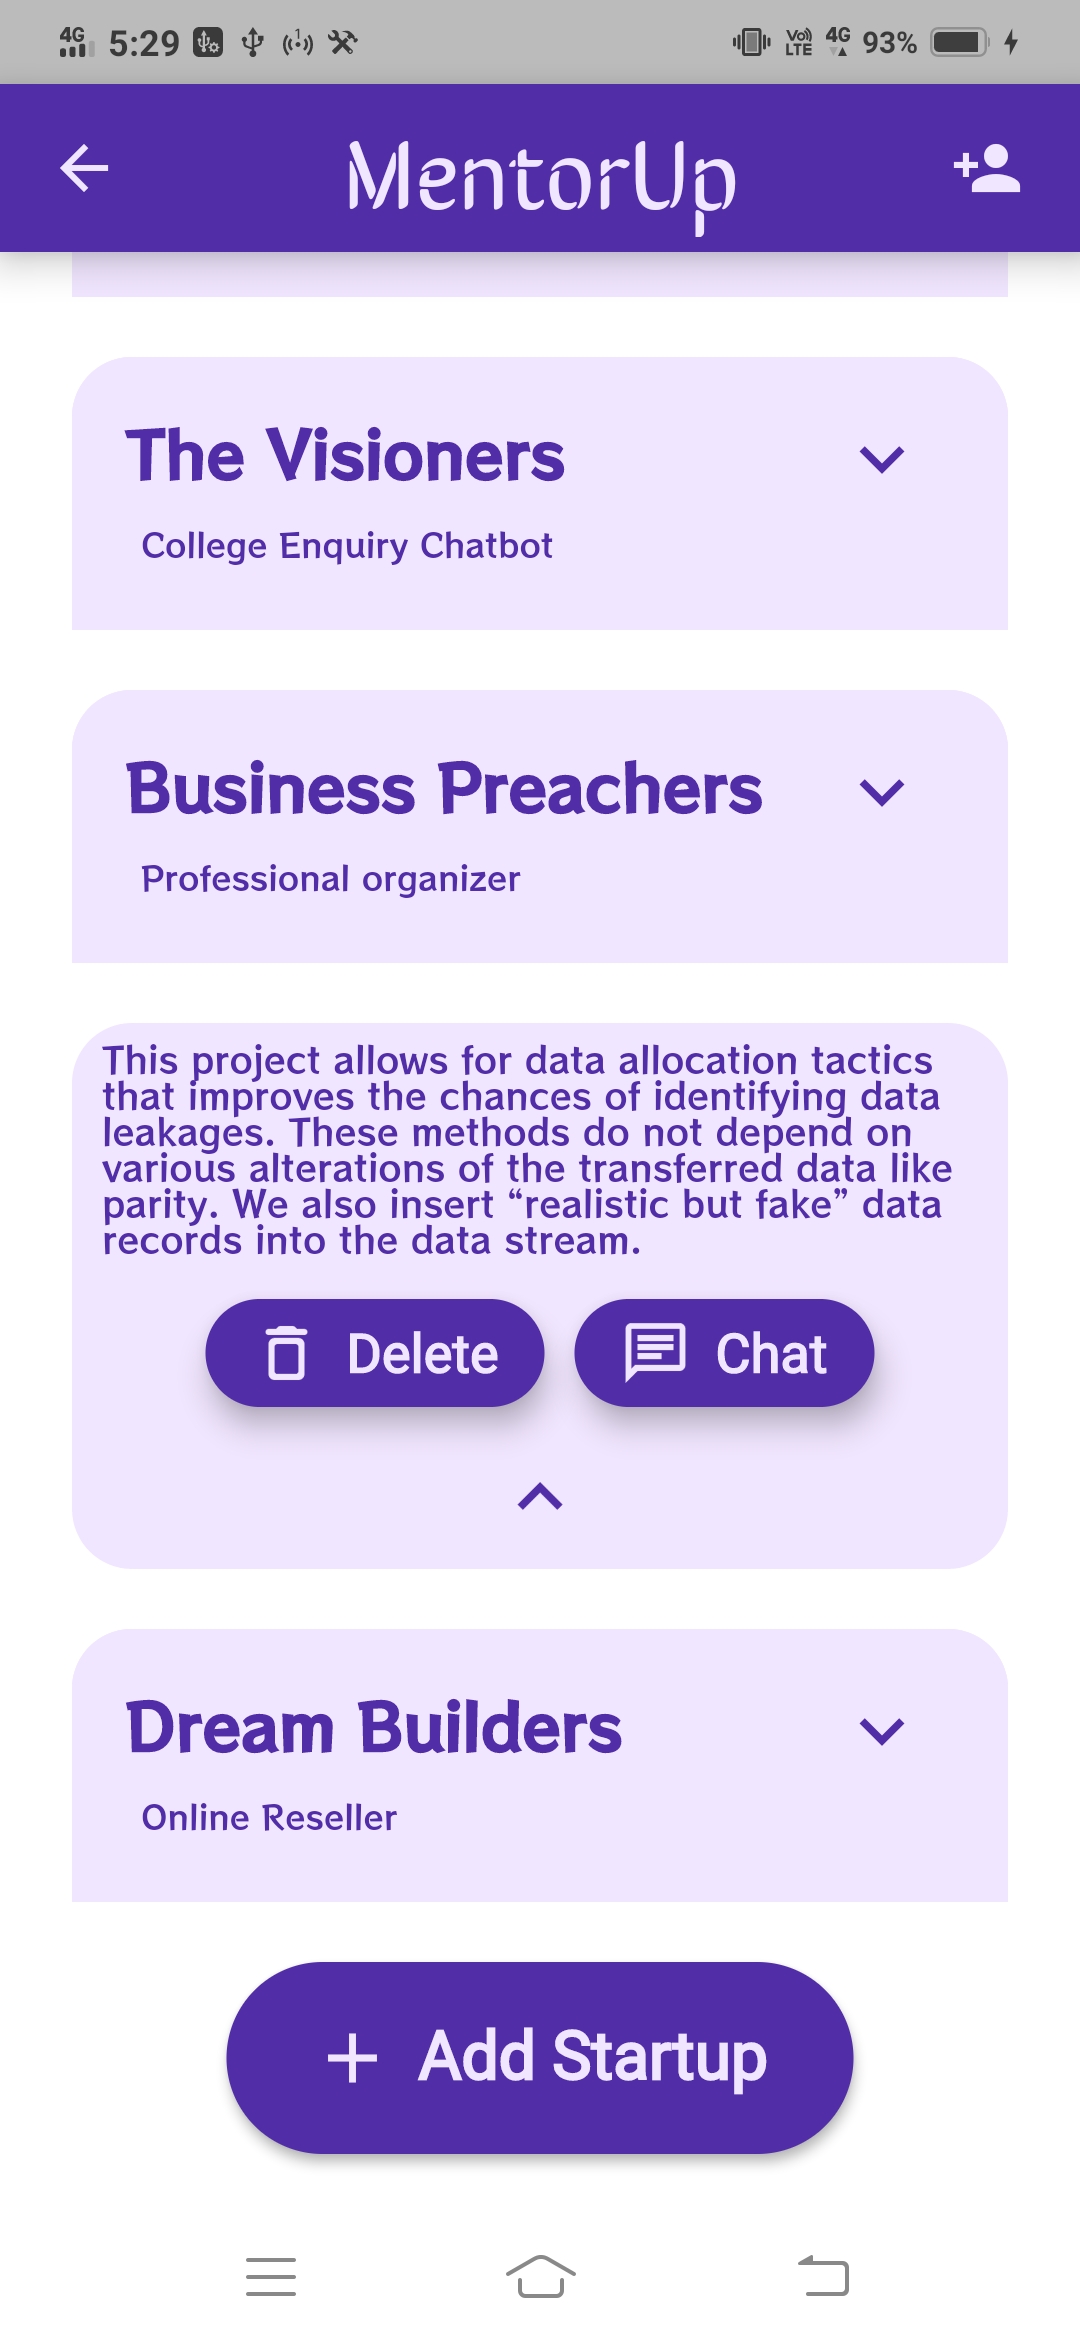 4G 5:29 VoLTE 4G 93%
MentorUp
The Visioners
College Enquiry Chatbot
Business Preachers
Professional organizer
This project allows for data allocation tactics
that improves the chances of identifying data
leakages. These methods do not depend on
various alterations of the transferred data like
parity. We also insert “realistic but fake” data
records into the data stream.
Delete Chat
Dream Builders
Online Reseller
+ Add Startup